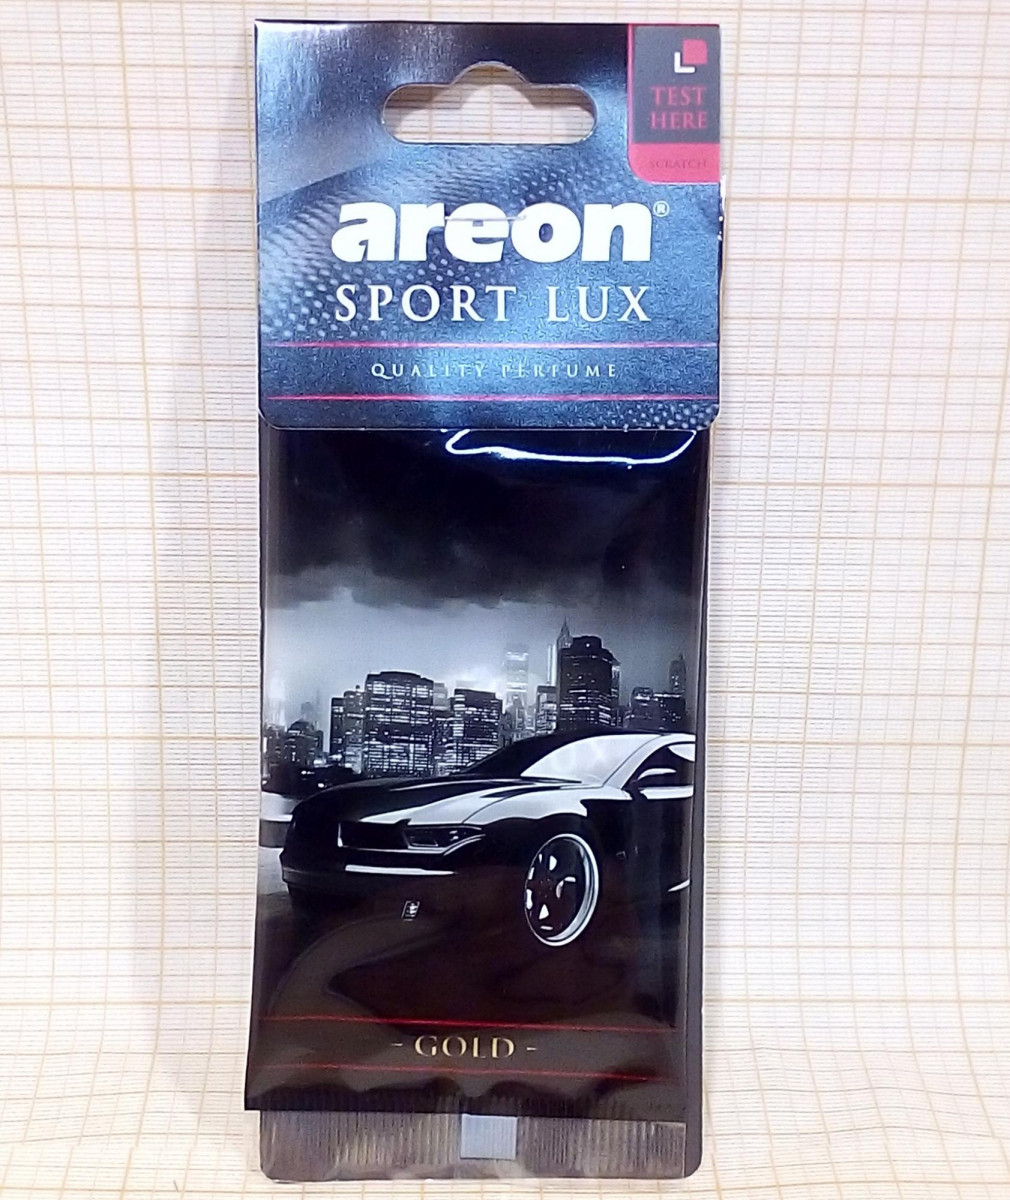 TEST
HERE
SCRATCH
areon®
SPORT LUX
QUALITY PERFUME
- GOLD -